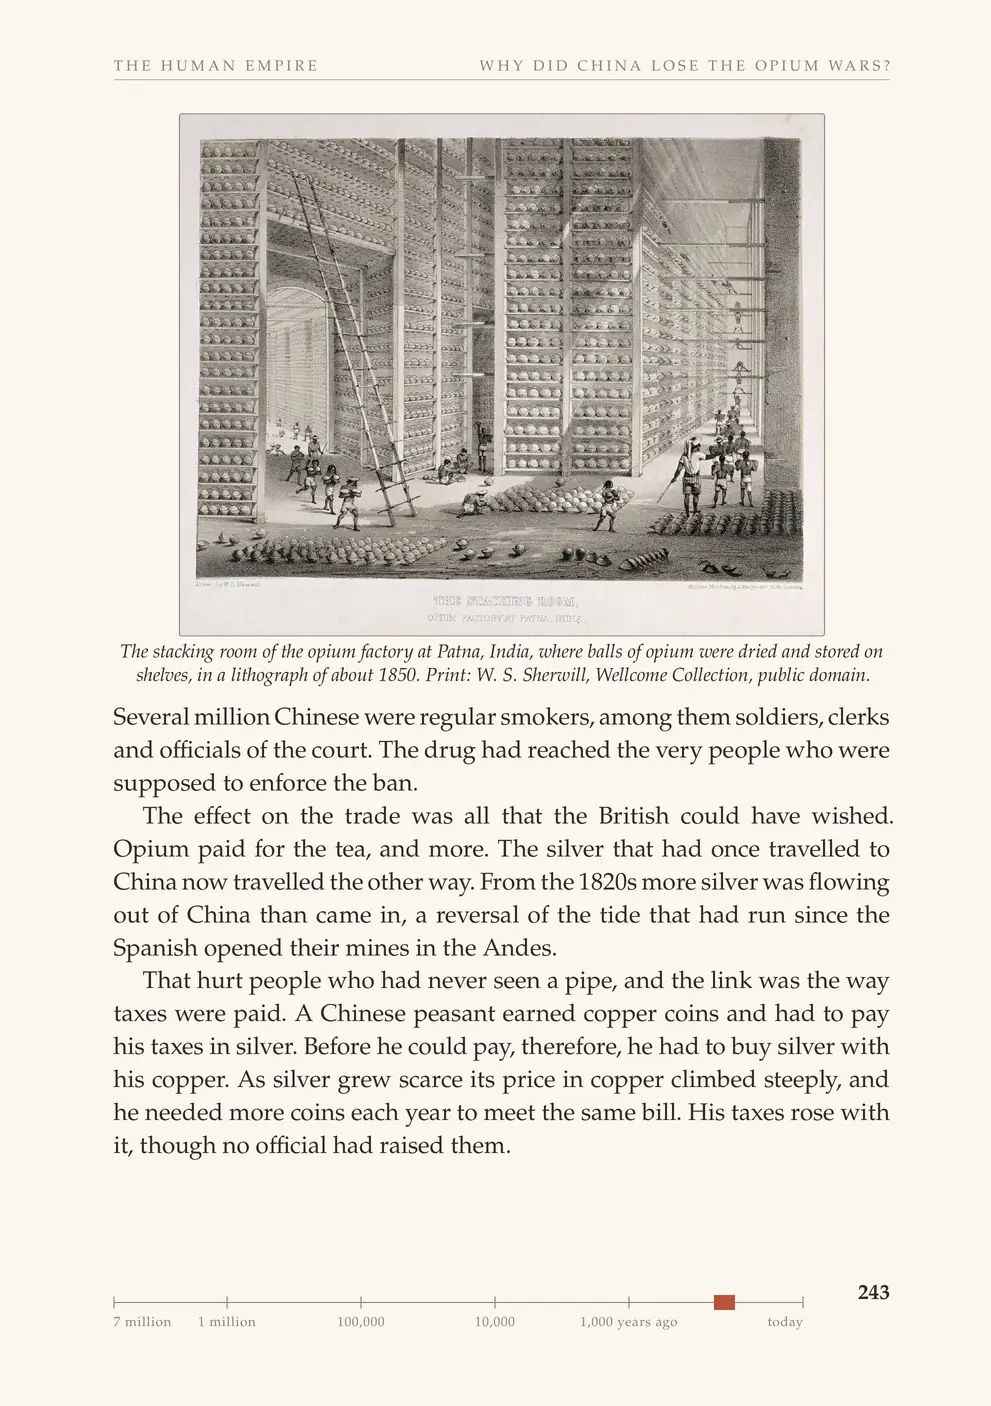 THE HUMAN EMPIRE
WHY DID CHINA LOSE THE OPIUM WARS?
Drawn by W. S. Sherwill
THE STACKING ROOM,
OPIUM FACTORY AT PATNA, INDIA.
The stacking room of the opium factory at Patna, India, where balls of opium were dried and stored on
shelves, in a lithograph of about 1850. Print: W. S. Sherwill, Wellcome Collection, public domain.
Several million Chinese were regular smokers, among them soldiers, clerks
and officials of the court. The drug had reached the very people who were
supposed to enforce the ban.
The effect on the trade was all that the British could have wished.
Opium paid for the tea, and more. The silver that had once travelled to
China now travelled the other way. From the 1820s more silver was flowing
out of China than came in, a reversal of the tide that had run since the
Spanish opened their mines in the Andes.
That hurt people who had never seen a pipe, and the link was the way
taxes were paid. A Chinese peasant earned copper coins and had to pay
his taxes in silver. Before he could pay, therefore, he had to buy silver with
his copper. As silver grew scarce its price in copper climbed steeply, and
he needed more coins each year to meet the same bill. His taxes rose with
it, though no official had raised them.
243
7 million
1 million
100,000
10,000
1,000 years ago
today